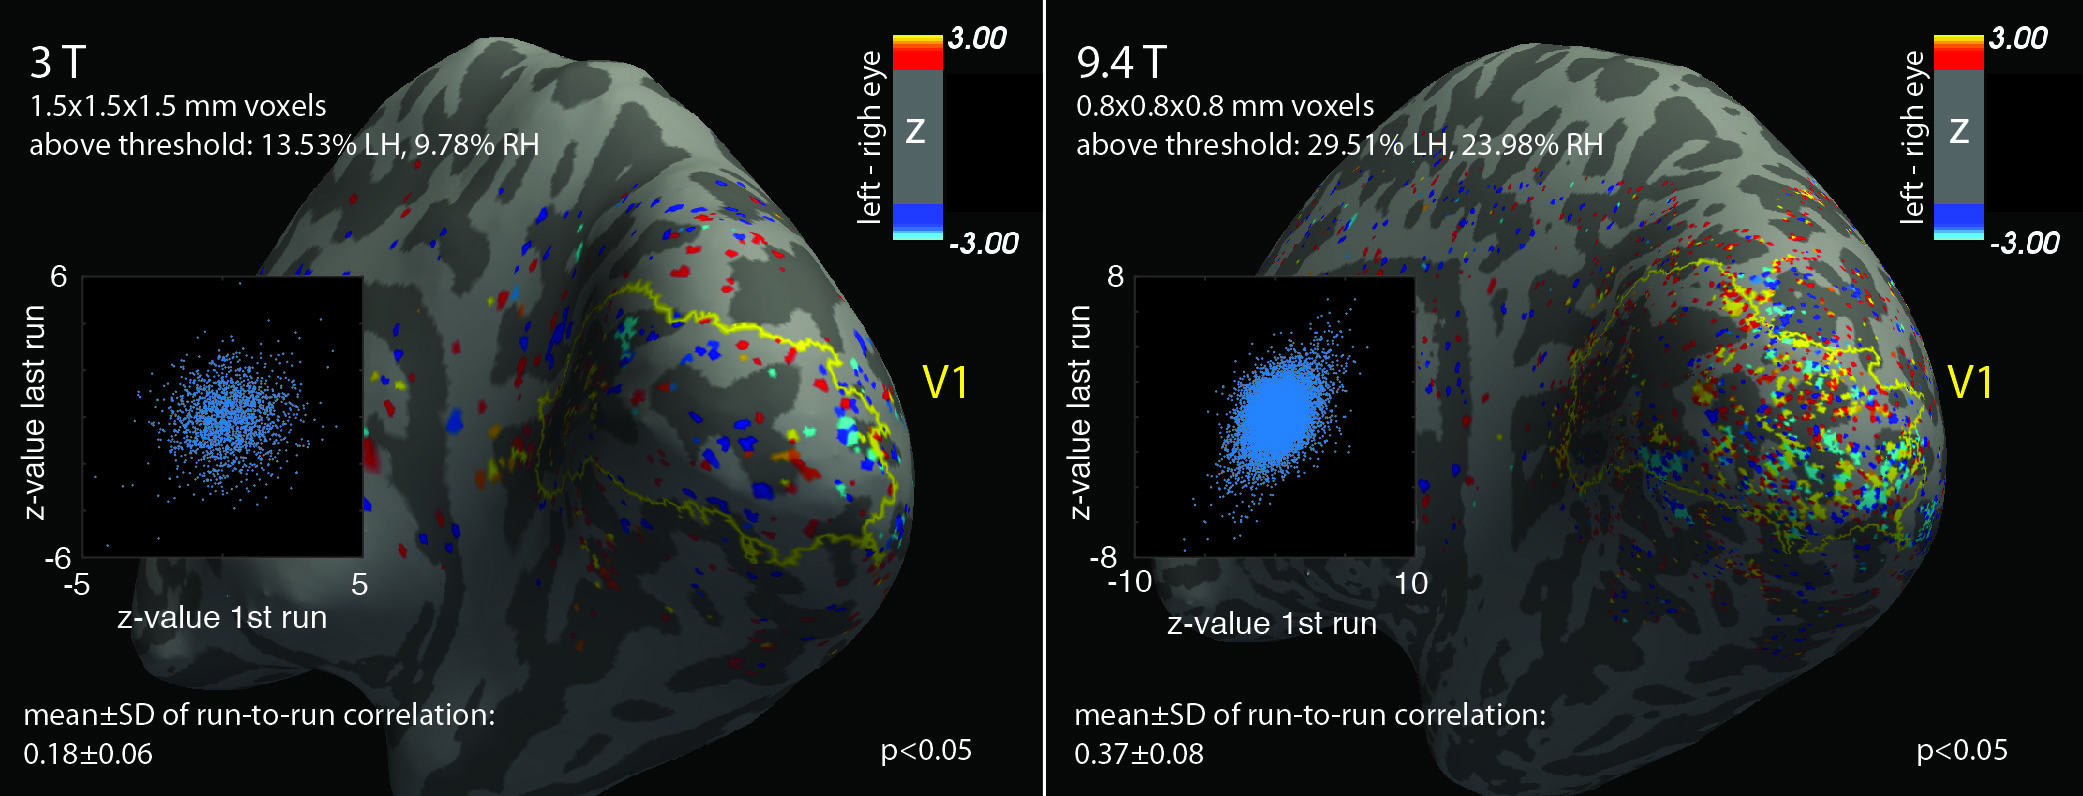 3 T
1.5x1.5x1.5 mm voxels
above threshold: 13.53% LH, 9.78% RH
3.00
left - righ eye
z
-3.00
6
z-value last run
-6
-5
5
z-value 1st run
V1
mean±SD of run-to-run correlation:
0.18±0.06
p<0.05
9.4 T
0.8x0.8x0.8 mm voxels
above threshold: 29.51% LH, 23.98% RH
3.00
left - righ eye
z
-3.00
8
z-value last run
-8
-10
10
z-value 1st run
V1
mean±SD of run-to-run correlation:
0.37±0.08
p<0.05